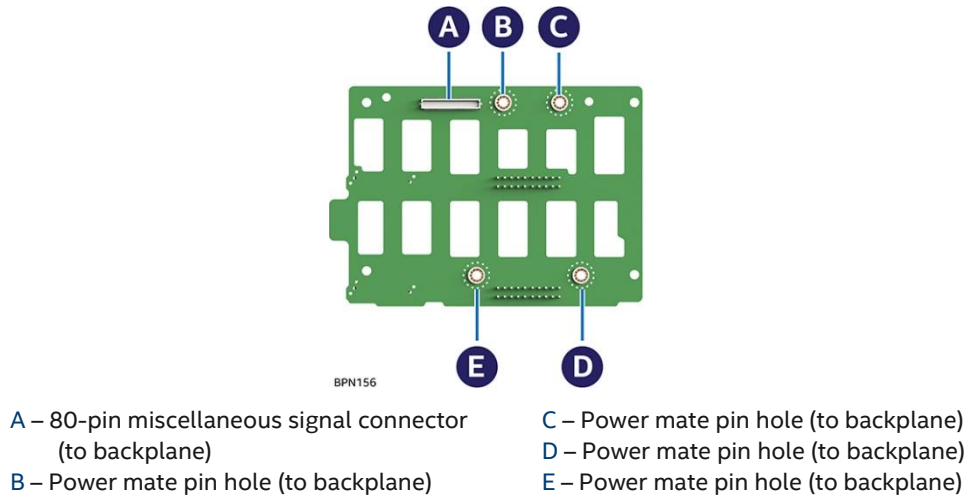 A B C
E D
BPN156
A – 80-pin miscellaneous signal connector
(to backplane)
B – Power mate pin hole (to backplane)
C – Power mate pin hole (to backplane)
D – Power mate pin hole (to backplane)
E – Power mate pin hole (to backplane)